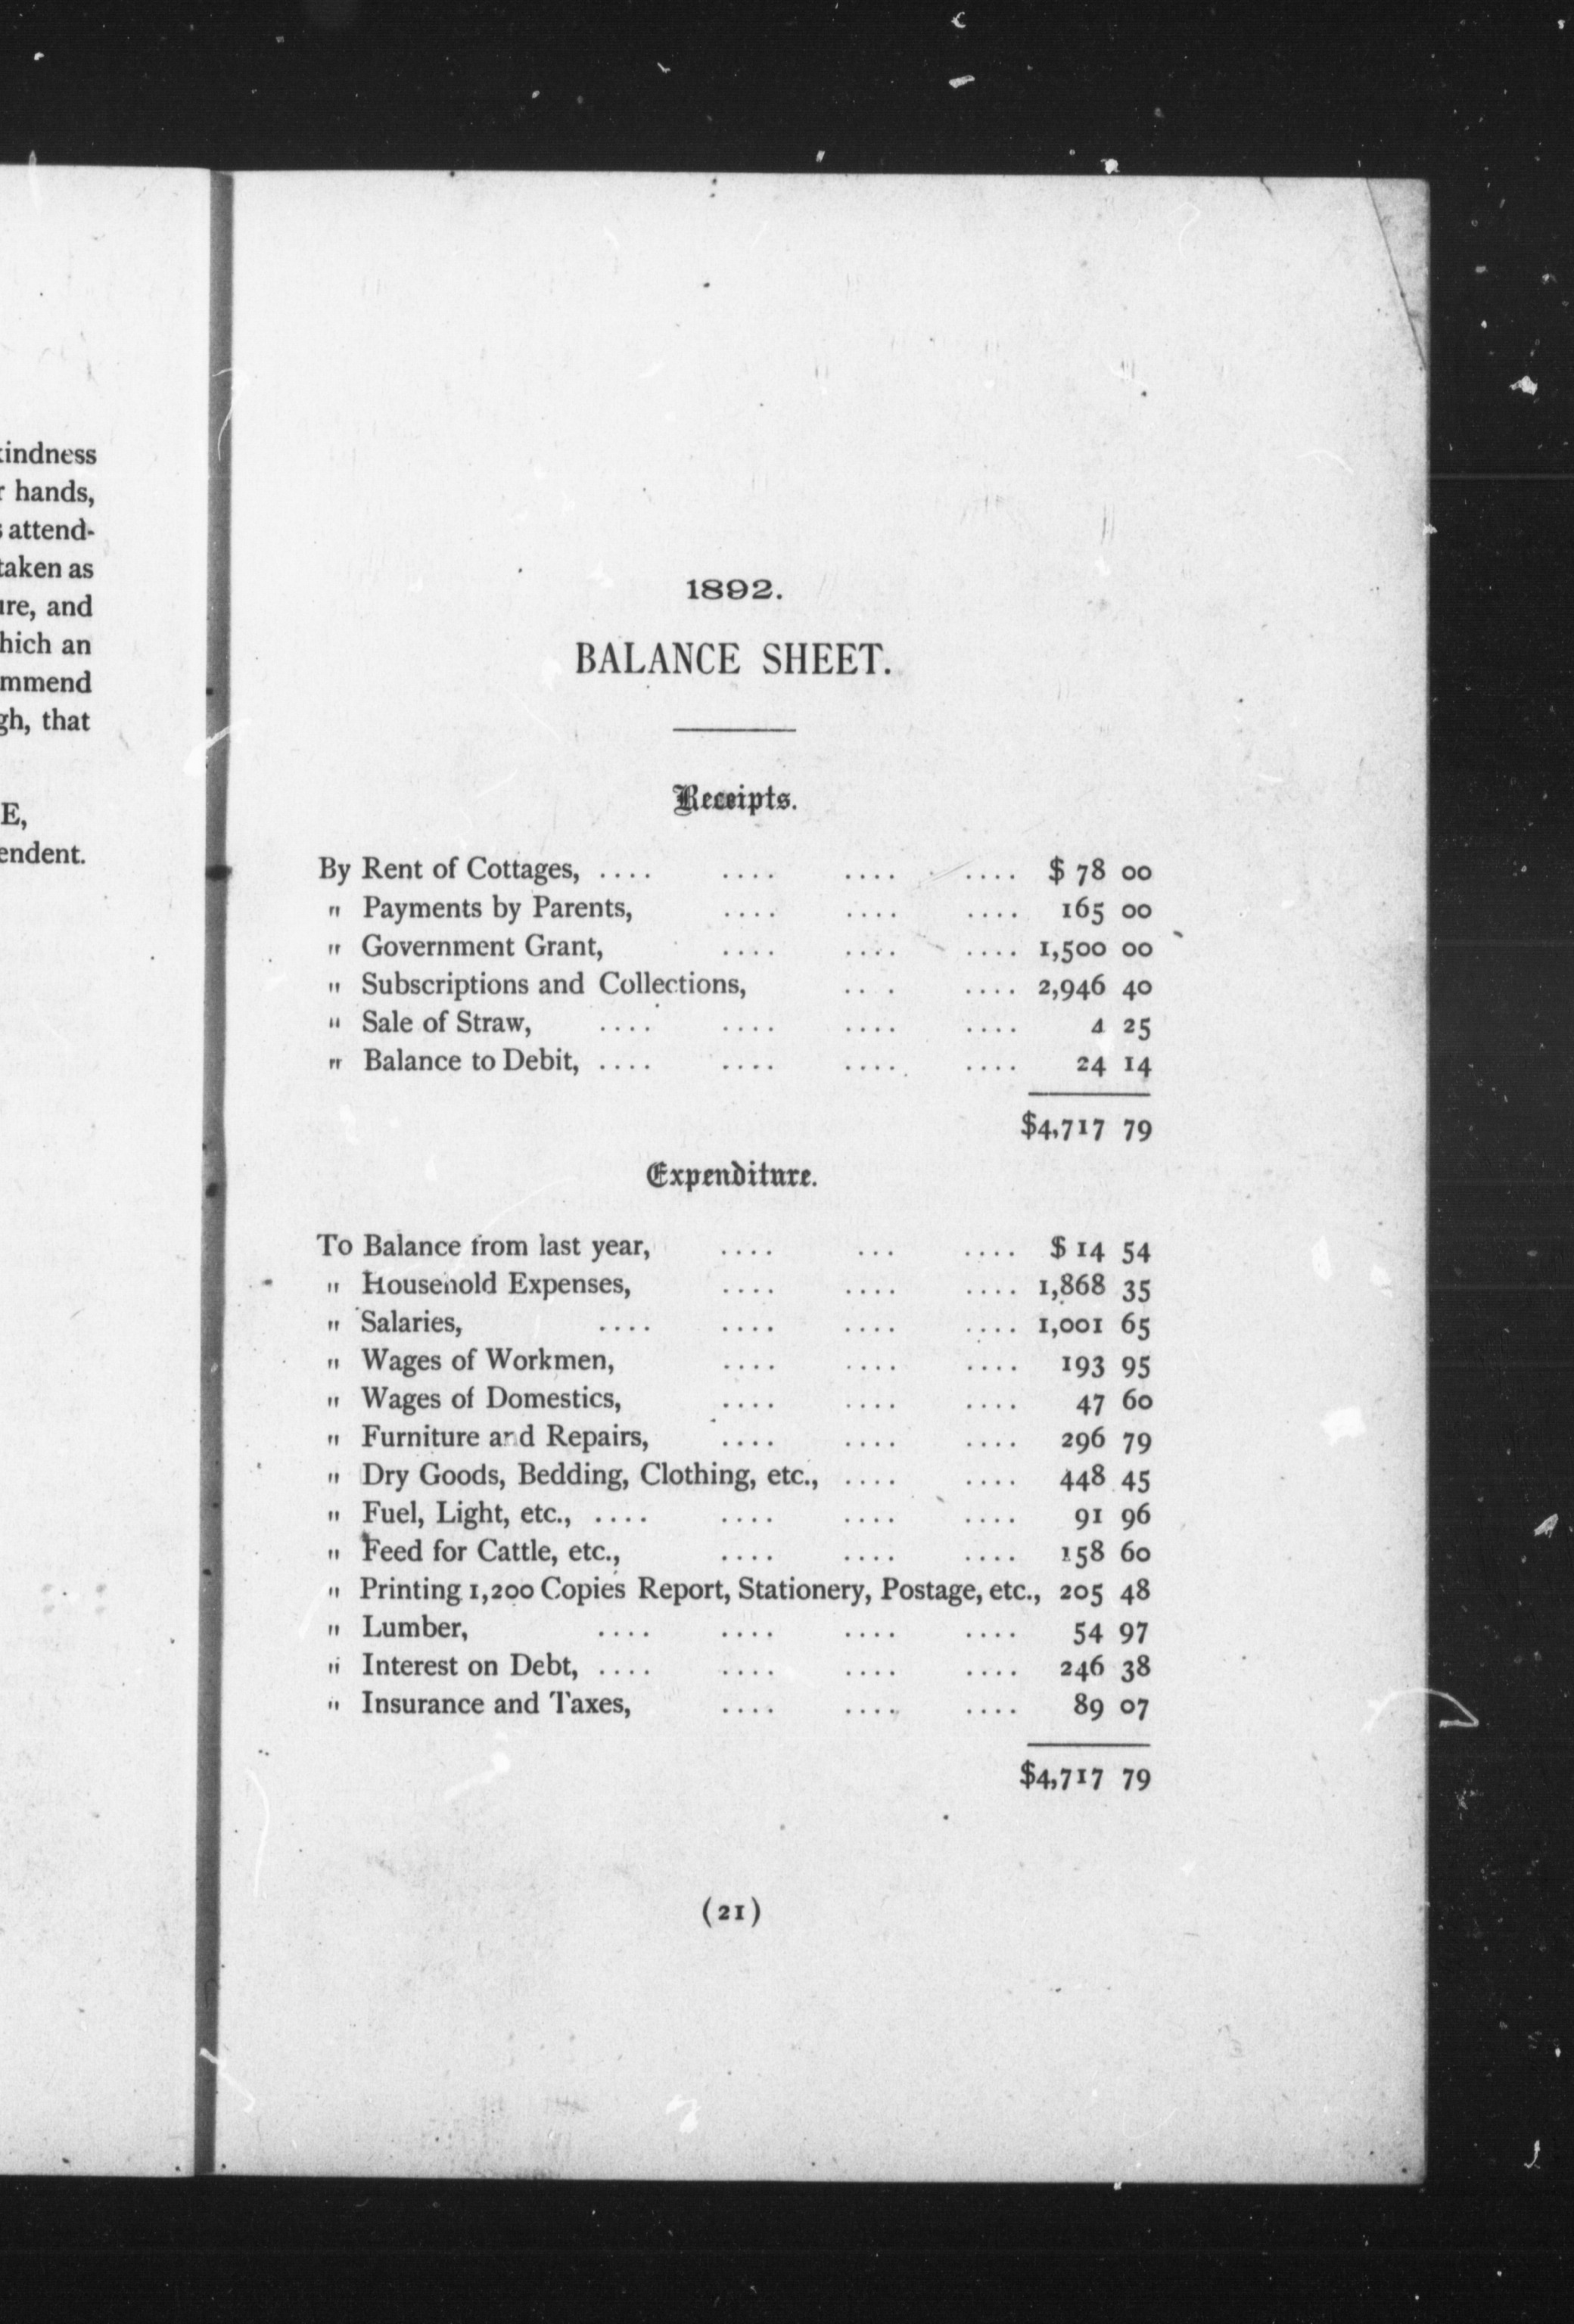 kindness
r hands,
s attend-
taken as
ure, and
hich an
ommend
gh, that
E,
endent.
1892.
BALANCE SHEET.
Receipts.
By Rent of Cottages, .... .... .... .... $ 78 00
" Payments by Parents, .... .... .... 165 00
" Government Grant, .... .... .... 1,500 00
" Subscriptions and Collections, ... . .... 2,946 40
" Sale of Straw, .... .... .... .... 4 25
" Balance to Debit, .... .... .... .... 24 14
$4,717 79
Expenditure.
To Balance from last year, .... ... .... $ 14 54
" Household Expenses, .... .... .... 1,868 35
" Salaries, .... .... .... .... 1,001 65
" Wages of Workmen, .... .... .... 193 95
" Wages of Domestics, .... .... .... 47 60
" Furniture and Repairs, .... .... .... 296 79
" Dry Goods, Bedding, Clothing, etc., .... .... 448 45
" Fuel, Light, etc., .... .... .... .... 91 96
" Feed for Cattle, etc., .... .... .... 158 60
" Printing 1,200 Copies Report, Stationery, Postage, etc., 205 48
" Lumber, .... .... .... .... 54 97
" Interest on Debt, .... .... .... .... 246 38
" Insurance and Taxes, .... .... .... 89 07
$4,717 79
(21)